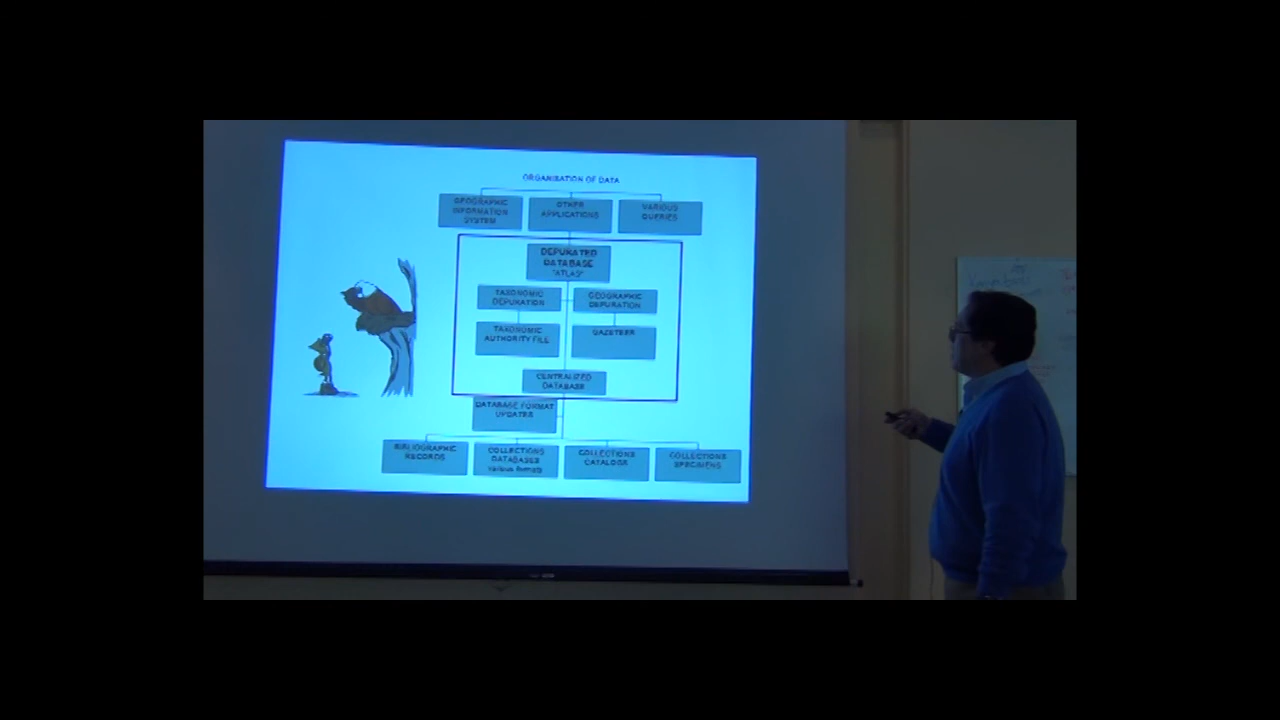 ORGANISATION OF DATA
GEOGRAPHIC
INFORMATION
SYSTEM
OTHER
APPLICATIONS
VARIOUS
QUERIES
DEPURATED
DATABASE
"ATLAS"
TAXONOMIC
DEPURATION
GEOGRAPHIC
DEPURATION
TAXONOMIC
AUTHORITY FILE
GAZETEER
CENTRALIZED
DATABASE
DATABASE FORMAT
UPDATES
BIBLIOGRAPHIC
RECORDS
COLLECTIONS
DATABASES
various formats
COLLECTIONS
CATALOGS
COLLECTIONS
SPECIMENS